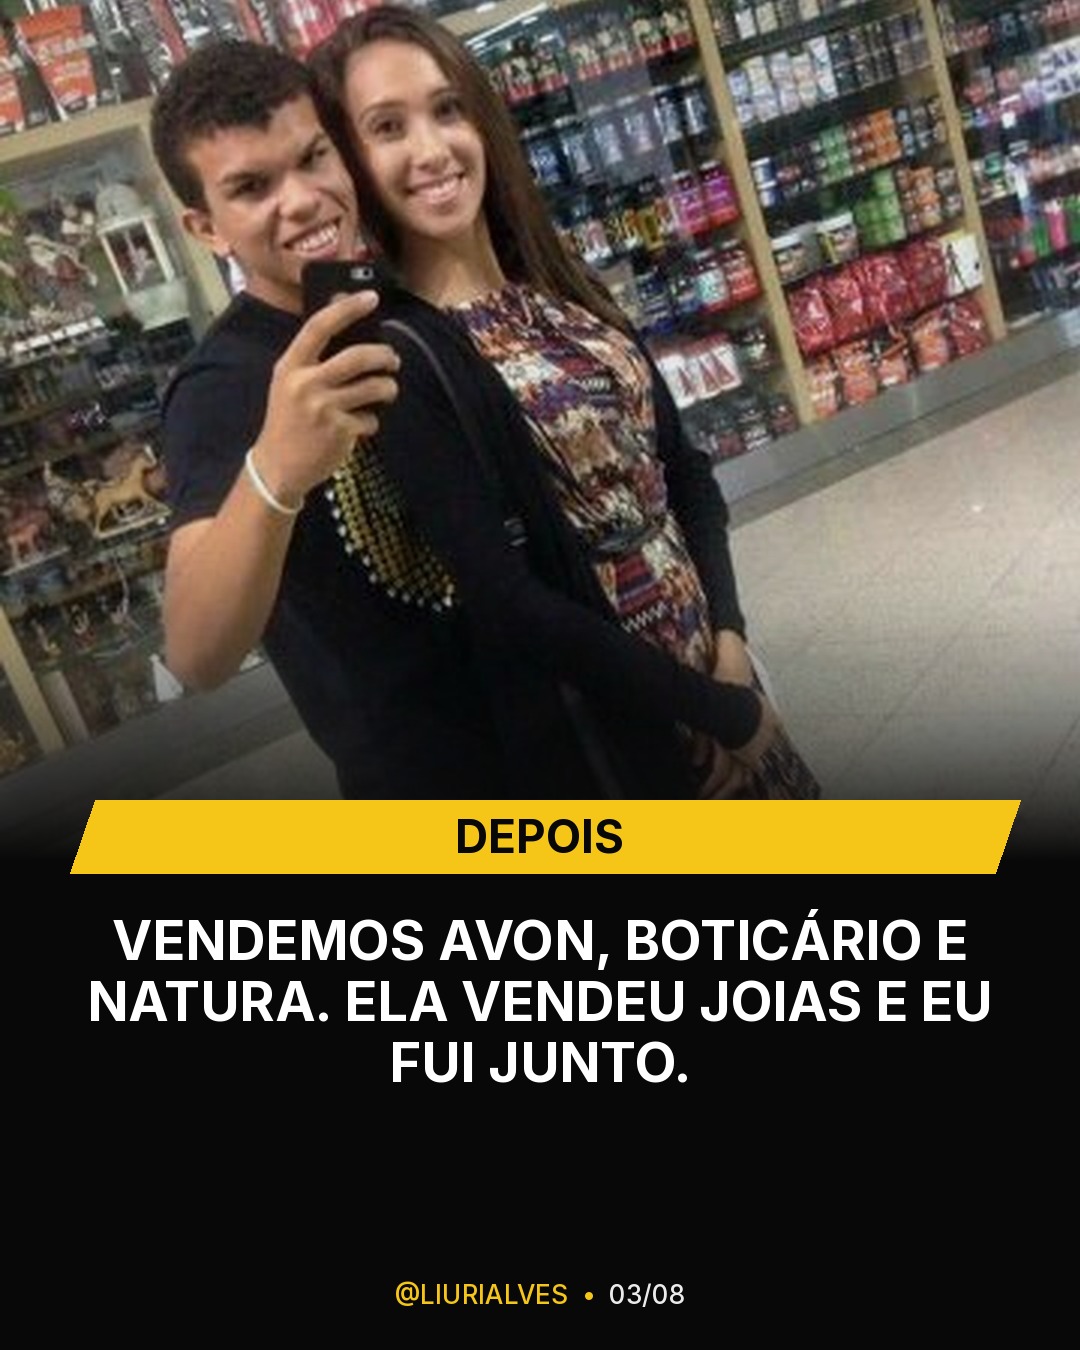 DEPOIS
VENDEMOS AVON, BOTICÁRIO E
NATURA. ELA VENDEU JOIAS E EU
FUI JUNTO.
@LIURIALVES • 03/08